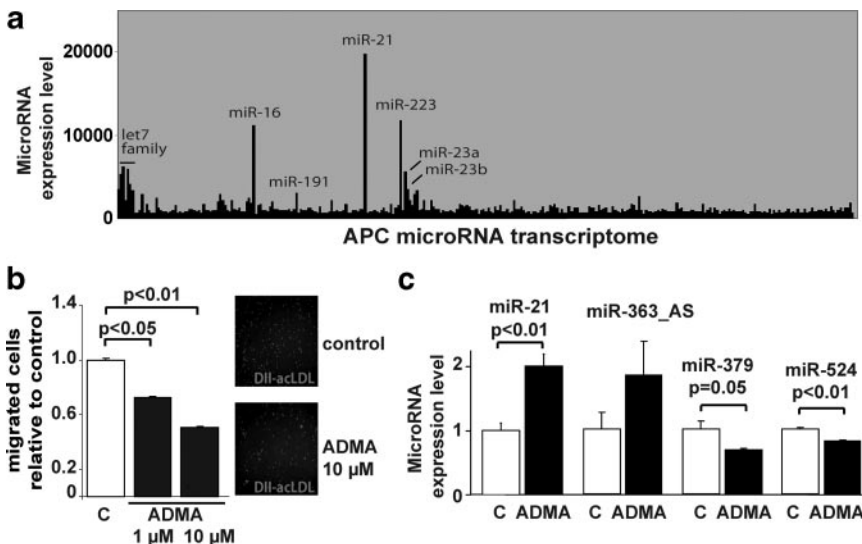 a
MicroRNA
expression level
20000
10000
0
let7
family
miR-16
miR-191
miR-21
miR-223
miR-23a
miR-23b
APC microRNA transcriptome
b
migrated cells
relative to control
1.4
1.0
0.6
0.2
0
p<0.01
p<0.05
C
ADMA
1 µM 10 µM
DII-acLDL
control
DII-acLDL
ADMA
10 µM
c
MicroRNA
expression level
2
1
0
miR-21
p<0.01
miR-363_AS
miR-379
p=0.05
miR-524
p<0.01
C ADMA C ADMA C ADMA C ADMA